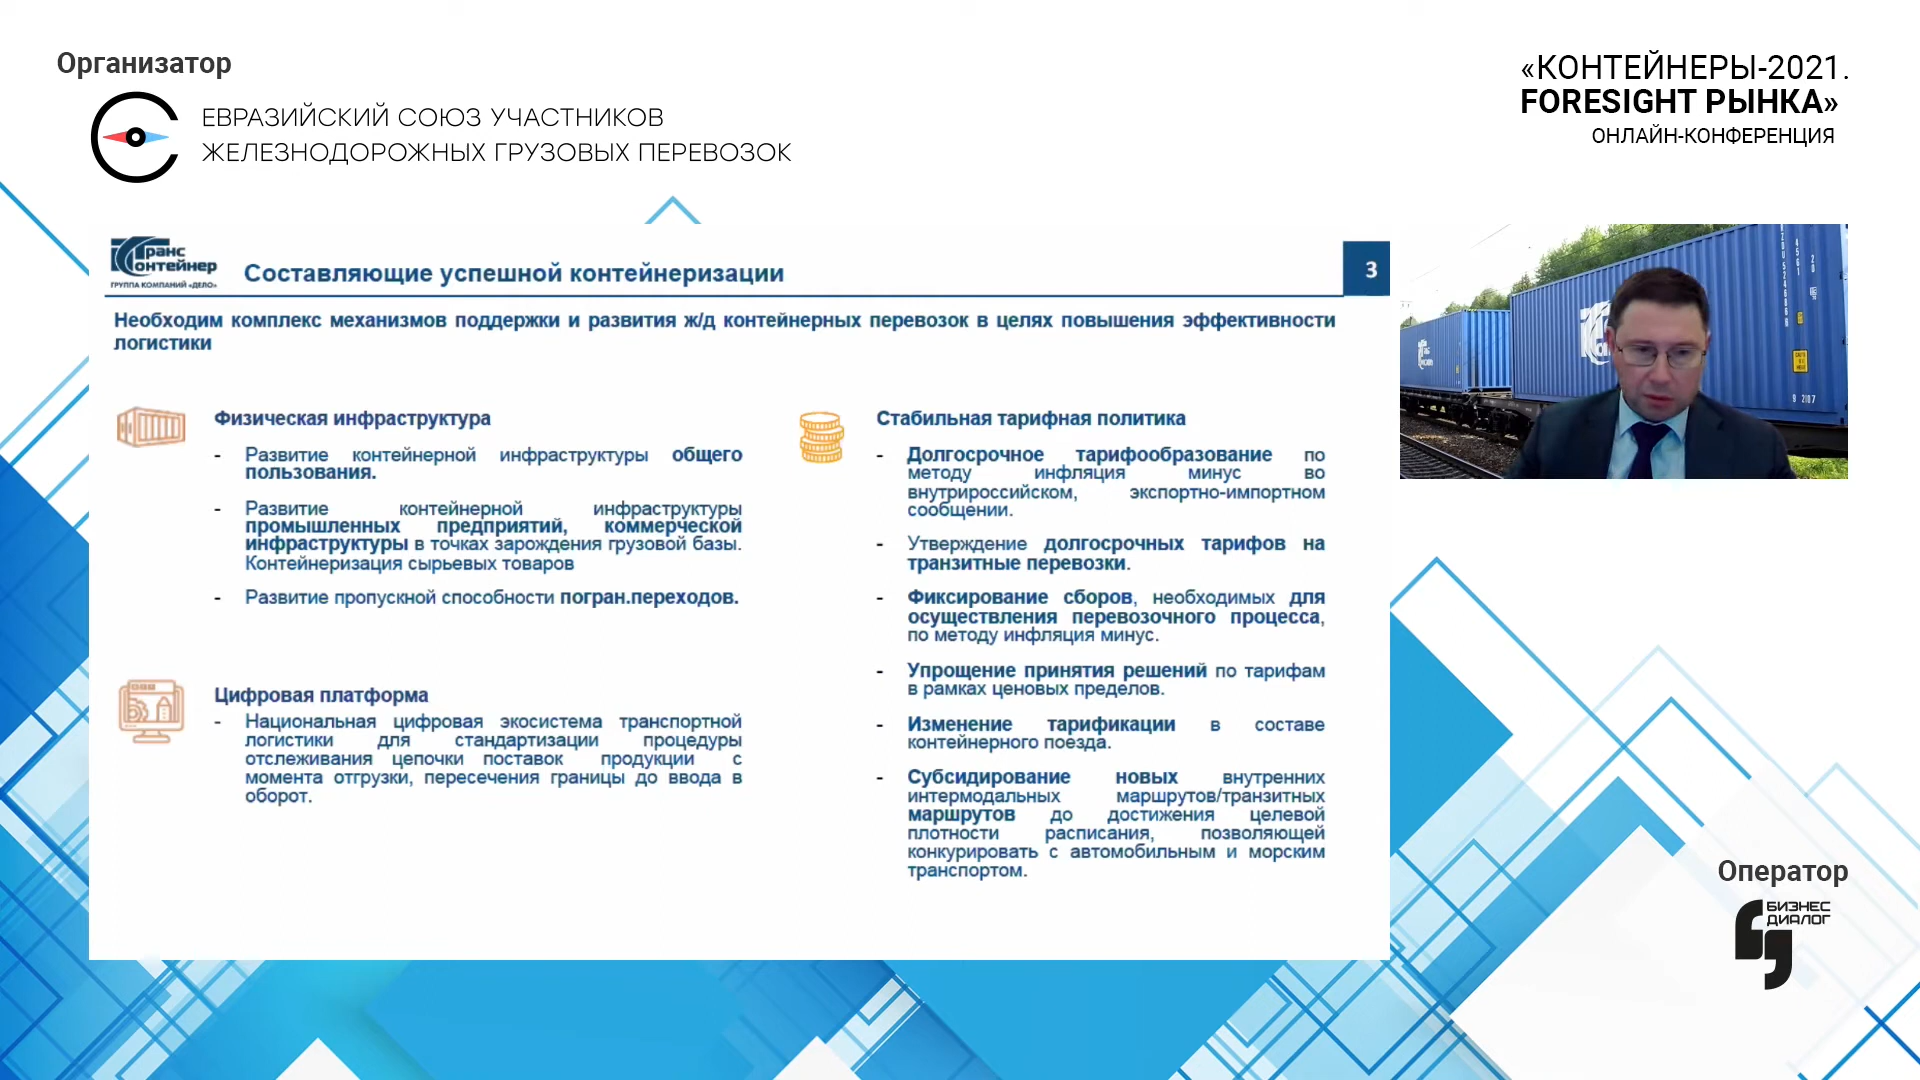 Организатор
ЕВРАЗИЙСКИЙ СОЮЗ УЧАСТНИКОВ
ЖЕЛЕЗНОДОРОЖНЫХ ГРУЗОВЫХ ПЕРЕВОЗОК
«КОНТЕЙНЕРЫ-2021.
FORESIGHT РЫНКА»
ОНЛАЙН-КОНФЕРЕНЦИЯ
Транс
Контейнер
ГРУППА КОМПАНИЙ «ДЕЛО»
Составляющие успешной контейнеризации
3
Необходим комплекс механизмов поддержки и развития ж/д контейнерных перевозок в целях повышения эффективности
логистики
Физическая инфраструктура
- Развитие контейнерной инфраструктуры общего
пользования.
- Развитие контейнерной инфраструктуры
промышленных предприятий, коммерческой
инфраструктуры в точках зарождения грузовой базы.
Контейнеризация сырьевых товаров
- Развитие пропускной способности погран.переходов.
Цифровая платформа
- Национальная цифровая экосистема транспортной
логистики для стандартизации процедуры
отслеживания цепочки поставок продукции с
момента отгрузки, пересечения границы до ввода в
оборот.
Стабильная тарифная политика
- Долгосрочное тарифообразование по
методу инфляция минус во
внутрироссийском, экспортно-импортном
сообщении.
- Утверждение долгосрочных тарифов на
транзитные перевозки.
- Фиксирование сборов, необходимых для
осуществления перевозочного процесса,
по методу инфляция минус.
- Упрощение принятия решений по тарифам
в рамках ценовых пределов.
- Изменение тарификации в составе
контейнерного поезда.
- Субсидирование новых внутренних
интермодальных маршрутов/транзитных
маршрутов до достижения целевой
плотности расписания, позволяющей
конкурировать с автомобильным и морским
транспортом.
Оператор
БИЗНЕС
ДИАЛОГ